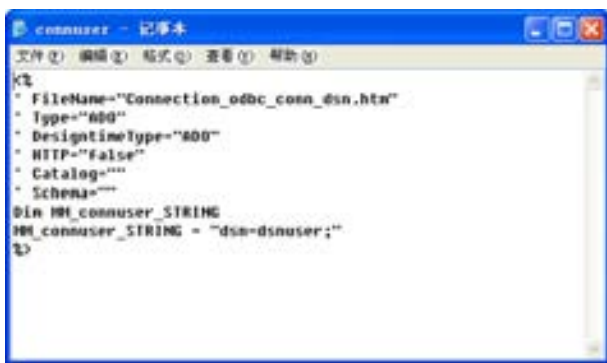 connuser - 记事本
文件(F) 编辑(E) 格式(O) 查看(V) 帮助(H)
<%
' FileName="Connection_odbc_conn_dsn.htm"
' Type="ADO"
' DesigntimeType="ADO"
' HTTP="false"
' Catalog=""
' Schema=""
Dim MM_connuser_STRING
MM_connuser_STRING = "dsn=dsnuser;"
%>